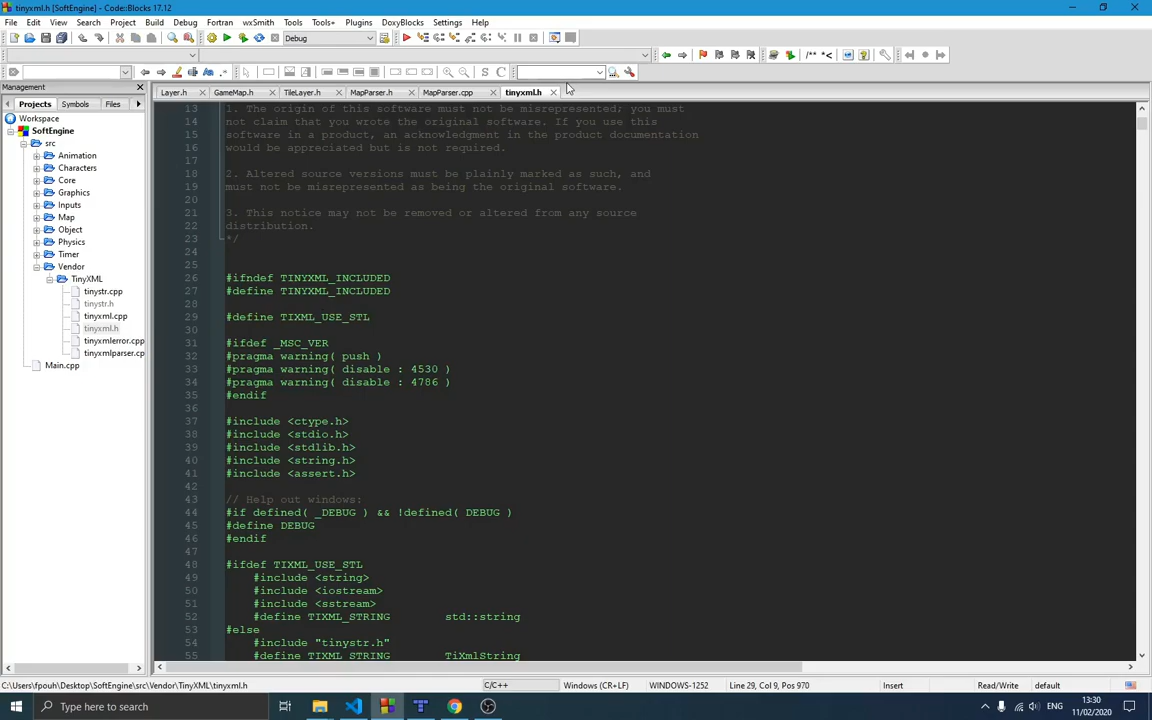 tinyxml.h [SoftEngine] - Code::Blocks 17.12
File Edit View Search Project Build Debug Fortran wxSmith Tools Tools+ Plugins DoxyBlocks Settings Help
Debug
Management
Layer.h GameMap.h TileLayer.h MapParser.h MapParser.cpp tinyxml.h
Projects Symbols Files
Workspace
SoftEngine
src
Animation
Characters
Core
Graphics
Inputs
Map
Object
Physics
Timer
Vendor
TinyXML
tinystr.cpp
tinystr.h
tinyxml.cpp
tinyxml.h
tinyxmlerror.cpp
tinyxmlparser.cp
Main.cpp
13 1. The origin of this software must not be misrepresented; you must
14 not claim that you wrote the original software. If you use this
15 software in a product, an acknowledgment in the product documentation
16 would be appreciated but is not required.
17
18 2. Altered source versions must be plainly marked as such, and
19 must not be misrepresented as being the original software.
20
21 3. This notice may not be removed or altered from any source
22 distribution.
23 */
24
25
26 #ifndef TINYXML_INCLUDED
27 #define TINYXML_INCLUDED
28
29 #define TIXML_USE_STL
30
31 #ifdef _MSC_VER
32 #pragma warning( push )
33 #pragma warning( disable : 4530 )
34 #pragma warning( disable : 4786 )
35 #endif
36
37 #include <ctype.h>
38 #include <stdio.h>
39 #include <stdlib.h>
40 #include <string.h>
41 #include <assert.h>
42
43 // Help out windows:
44 #if defined( _DEBUG ) && !defined( DEBUG )
45 #define DEBUG
46 #endif
47
48 #ifdef TIXML_USE_STL
49 #include <string>
50 #include <iostream>
51 #include <sstream>
52 #define TIXML_STRING std::string
53 #else
54 #include "tinystr.h"
55 #define TIXML_STRING TiXmlString
C:\Users\fpouh\Desktop\SoftEngine\src\Vendor\TinyXML\tinyxml.h C/C++ Windows (CR+LF) WINDOWS-1252 Line 29, Col 9, Pos 970 Insert Read/Write default
Type here to search
ENG
13:30
11/02/2020